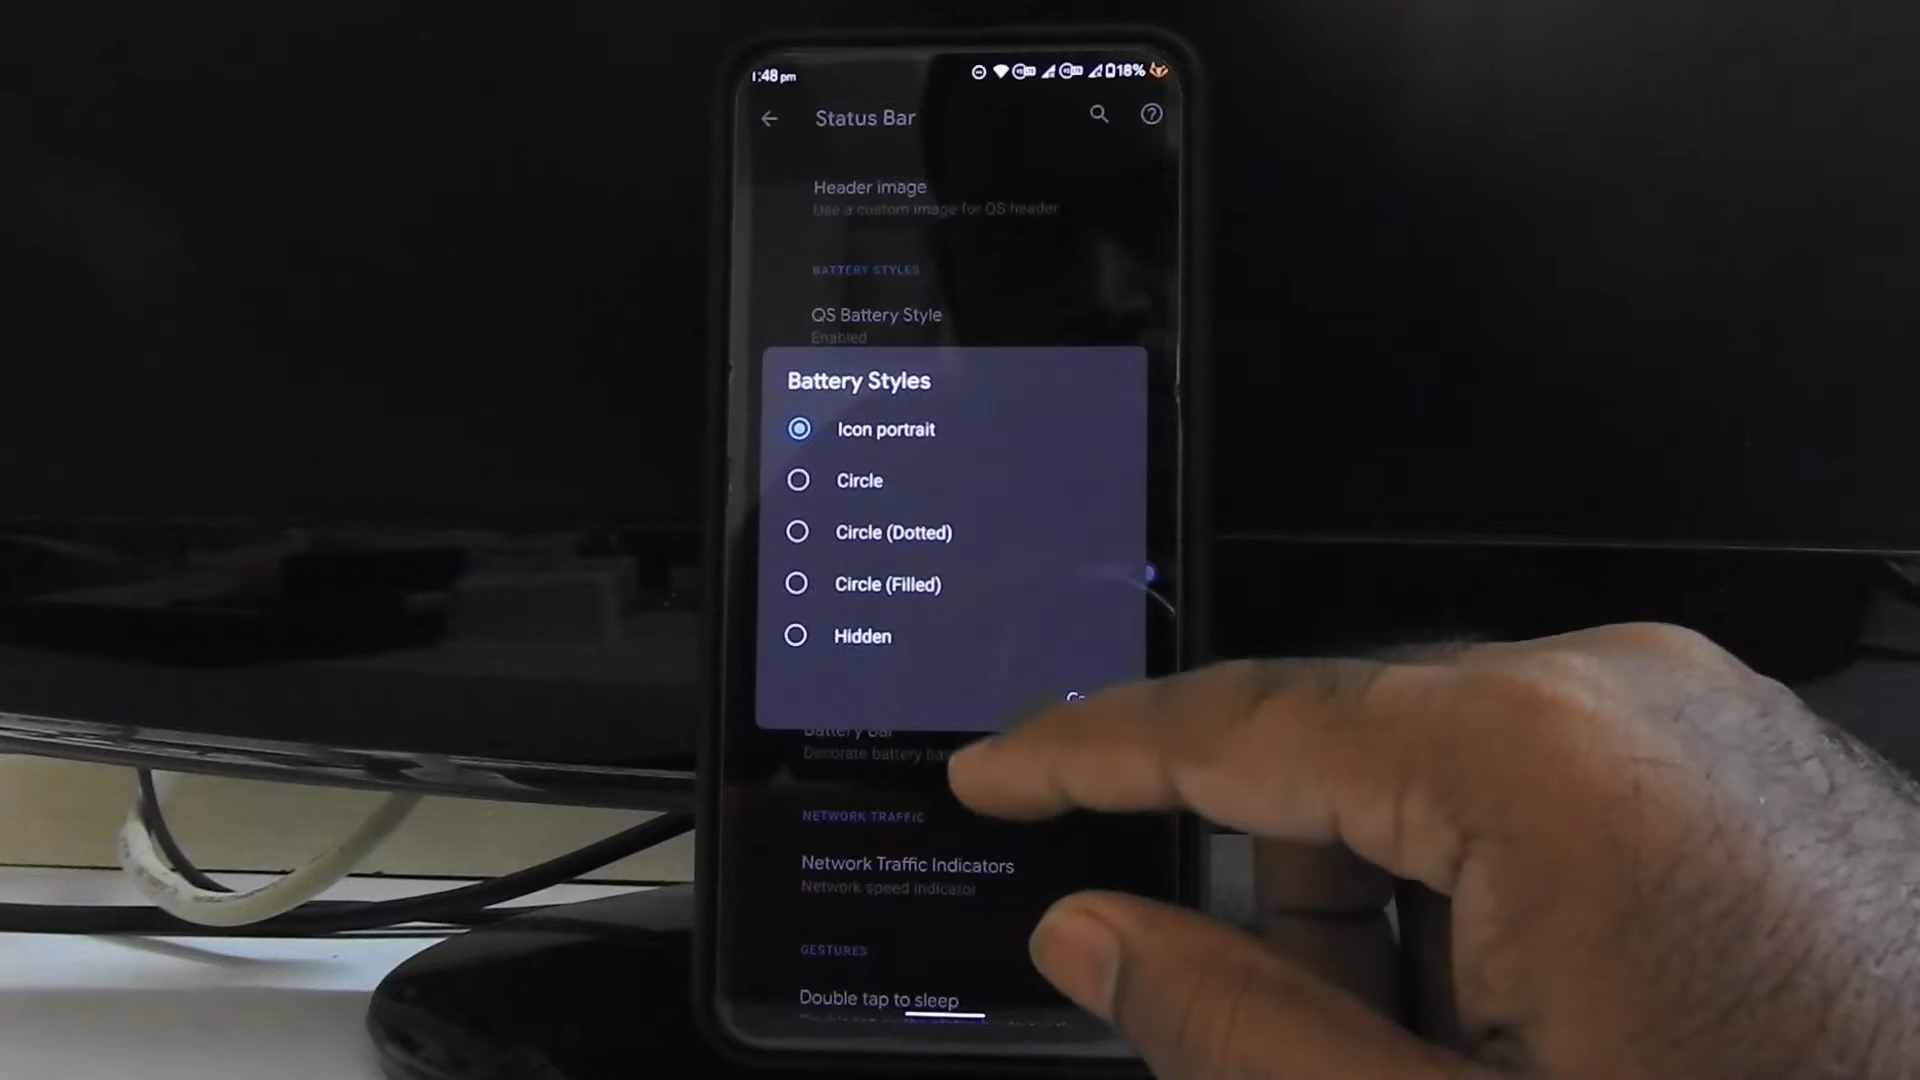 1:48 pm
18%
Status Bar
Header image
Use a custom image for QS header
BATTERY STYLES
QS Battery Style
Enabled
Battery Styles
Icon portrait
Circle
Circle (Dotted)
Circle (Filled)
Hidden
Battery Bar
Decorate battery
NETWORK TRAFFIC
Network Traffic Indicators
Network speed indicator
GESTURES
Double tap to sleep